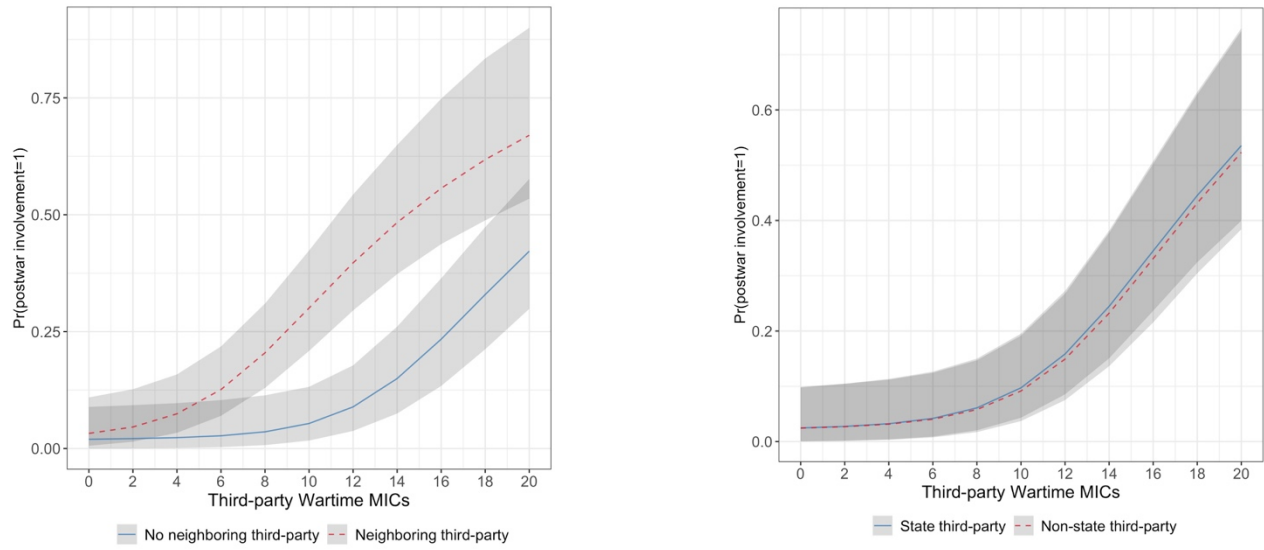 Pr(postwar involvement=1)
0.75
0.50
0.25
0.00
0 2 4 6 8 10 12 14 16 18 20
Third-party Wartime MICs
No neighboring third-party Neighboring third-party
Pr(postwar involvement=1)
0.6
0.4
0.2
0.0
0 2 4 6 8 10 12 14 16 18 20
Third-party Wartime MICs
State third-party Non-state third-party